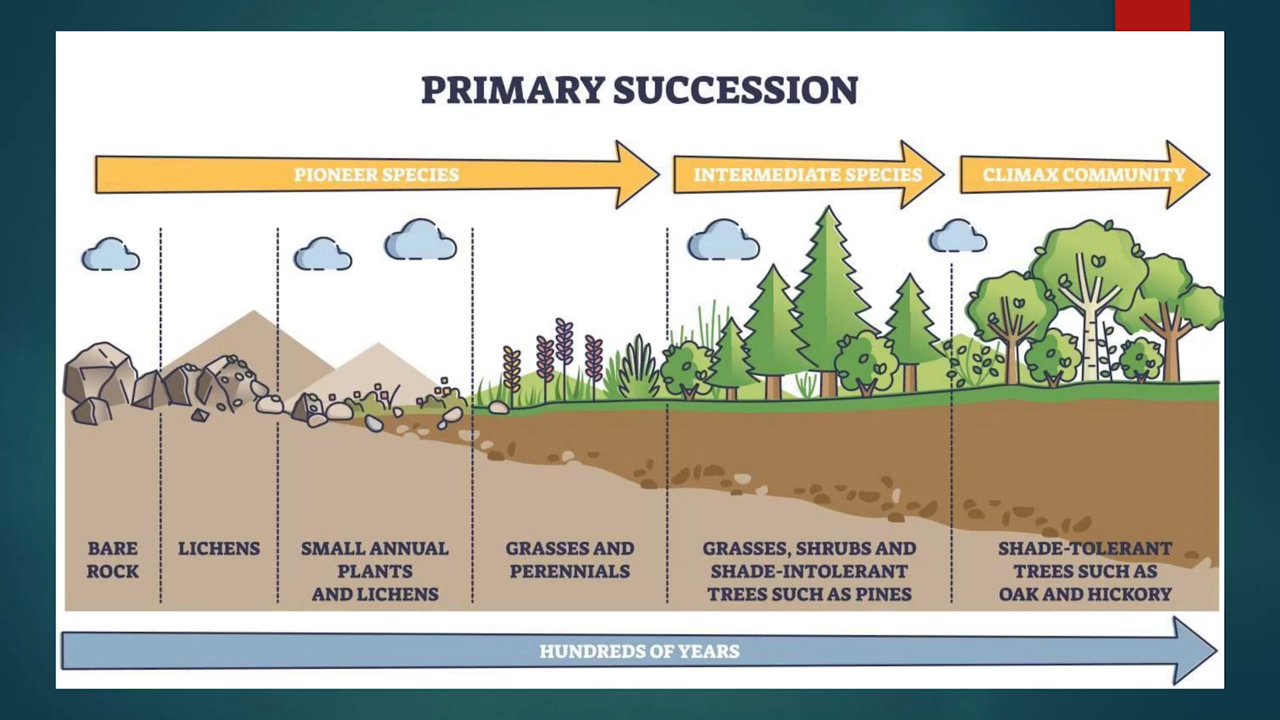 PRIMARY SUCCESSION
PIONEER SPECIES
INTERMEDIATE SPECIES
CLIMAX COMMUNITY
BARE
ROCK
LICHENS
SMALL ANNUAL
PLANTS
AND LICHENS
GRASSES AND
PERENNIALS
GRASSES, SHRUBS AND
SHADE-INTOLERANT
TREES SUCH AS PINES
SHADE-TOLERANT
TREES SUCH AS
OAK AND HICKORY
HUNDREDS OF YEARS